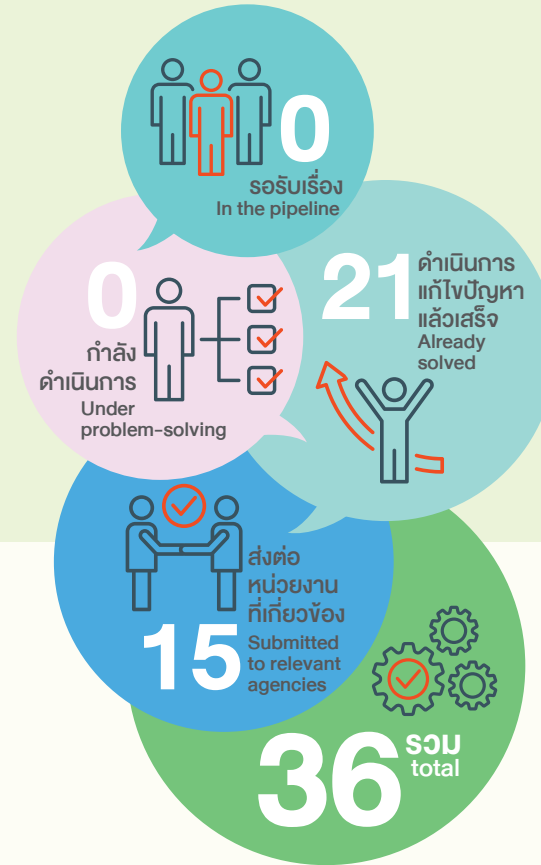 0
รอรับเรื่อง
In the pipeline
0
กำลัง
ดำเนินการ
Under
problem-solving
21
ดำเนินการ
แก้ไขปัญหา
แล้วเสร็จ
Already
solved
15
ส่งต่อ
หน่วยงาน
ที่เกี่ยวข้อง
Submitted
to relevant
agencies
36
รวม
total